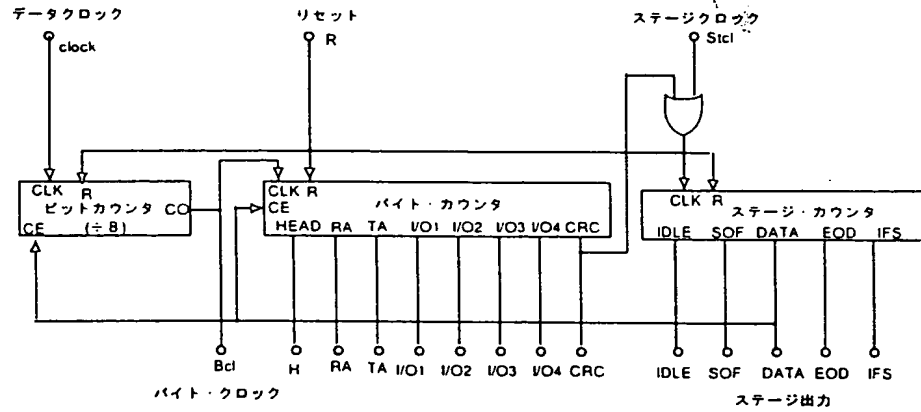 データクロック
リセット
ステージクロック
clock
R
Stcl
CLK R
ビットカウンタ CO
CE (÷8)
CLK R
CE バイト・カウンタ
HEAD RA TA I/O1 I/O2 I/O3 I/O4 CRC
CLK R
ステージ・カウンタ
IDLE SOF DATA EOD IFS
Bcl H RA TA I/O1 I/O2 I/O3 I/O4 CRC
IDLE SOF DATA EOD IFS
バイト・クロック
ステージ出力